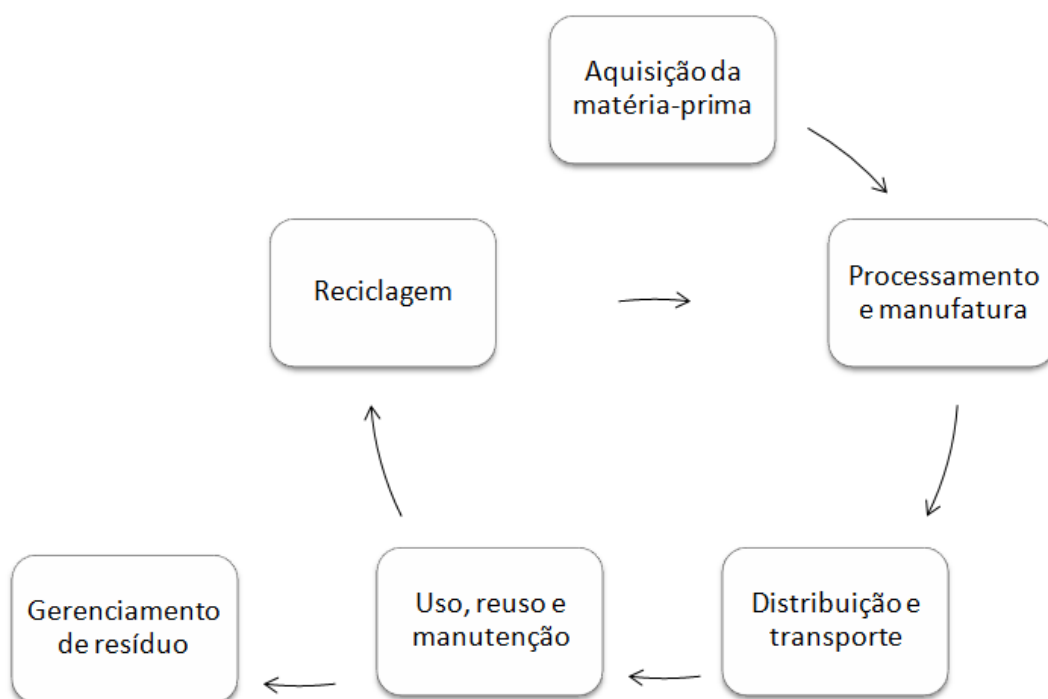 Aquisição da
matéria-prima
Reciclagem
Processamento
e manufatura
Gerenciamento
de resíduo
Uso, reuso e
manutenção
Distribuição e
transporte